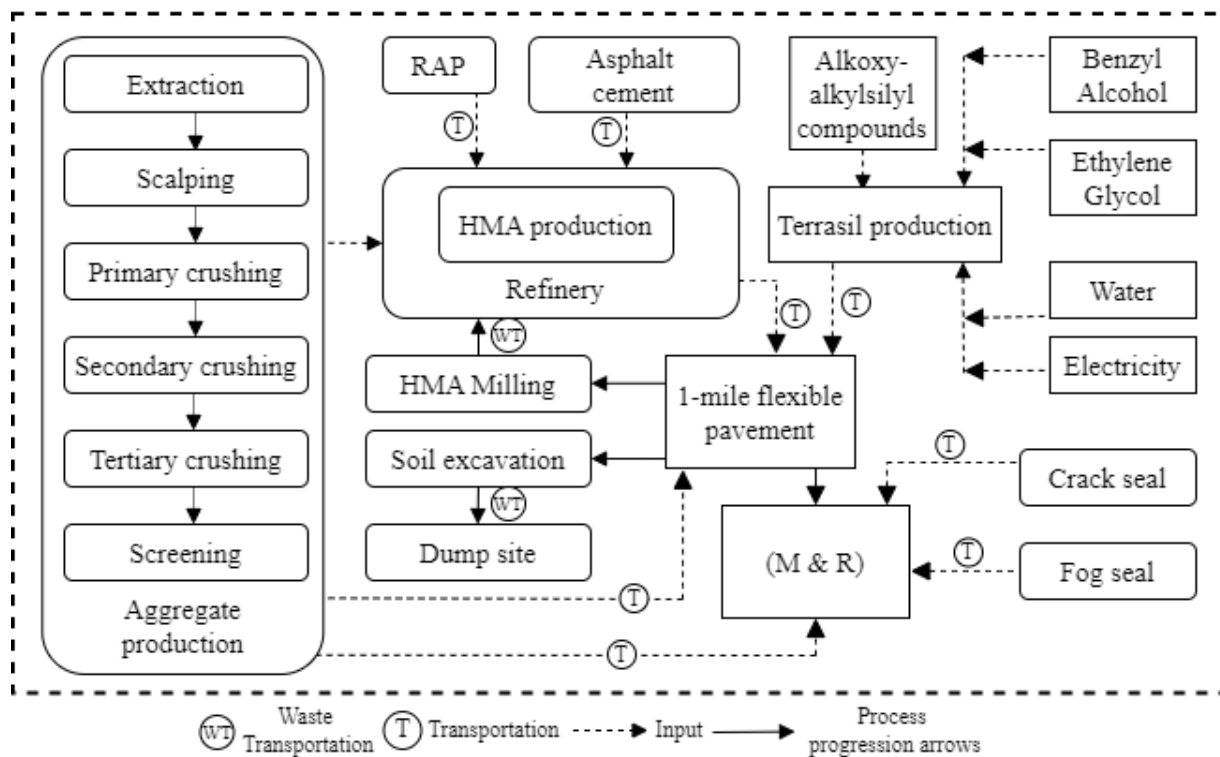 Extraction
Scalping
Primary crushing
Secondary crushing
Tertiary crushing
Screening
Aggregate
production
RAP
T
Asphalt
cement
T
HMA production
Refinery
WT
HMA Milling
Soil excavation
WT
Dump site
Alkoxy-
alkylsilyl
compounds
Benzyl
Alcohol
Ethylene
Glycol
Terrasil production
Water
Electricity
T
T
1-mile flexible
pavement
T
Crack seal
(M & R)
T
Fog seal
T
T
WT
Waste
Transportation
T
Transportation
Input
Process
progression arrows